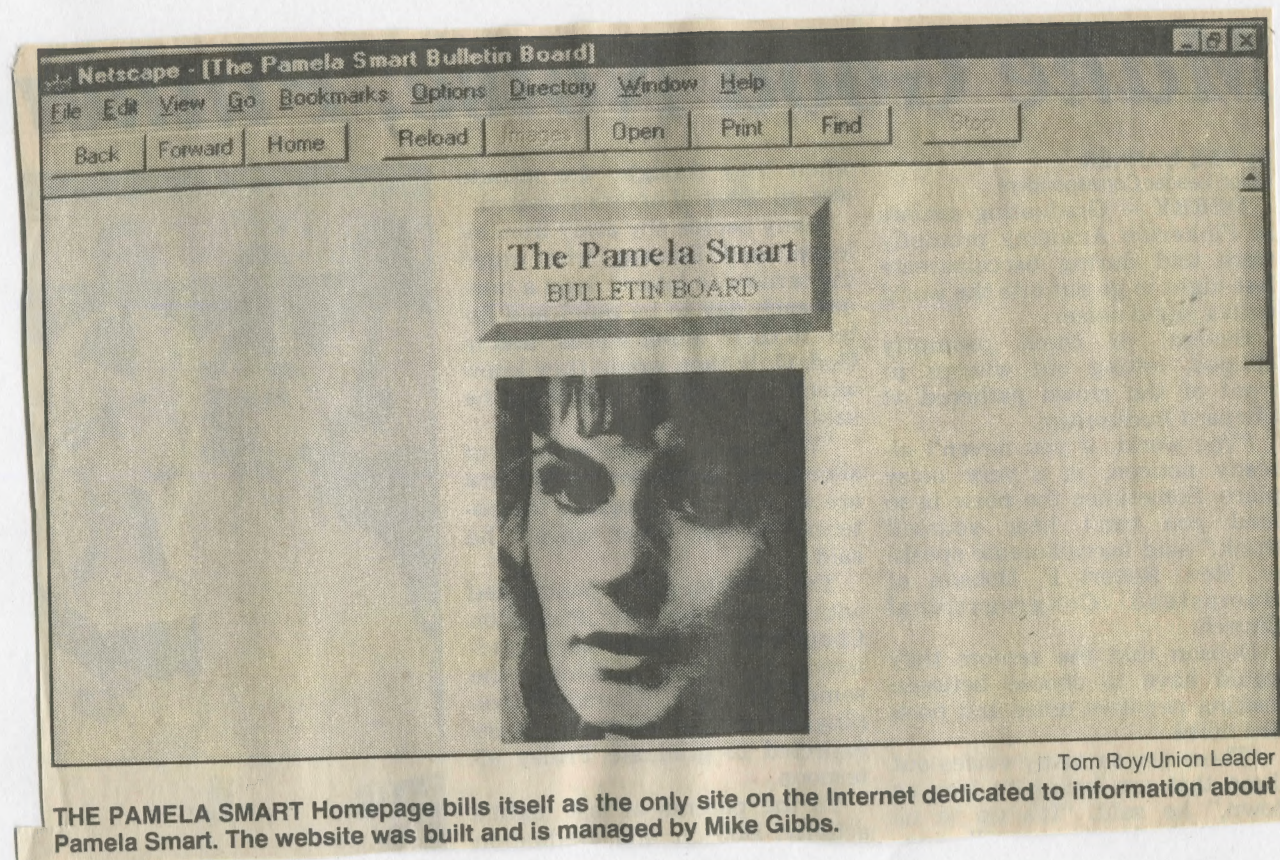 Netscape - [The Pamela Smart Bulletin Board]
File Edit View Go Bookmarks Options Directory Window Help
Back Forward Home Reload Images Open Print Find Stop
The Pamela Smart
BULLETIN BOARD
Tom Roy/Union Leader
THE PAMELA SMART Homepage bills itself as the only site on the Internet dedicated to information about
Pamela Smart. The website was built and is managed by Mike Gibbs.